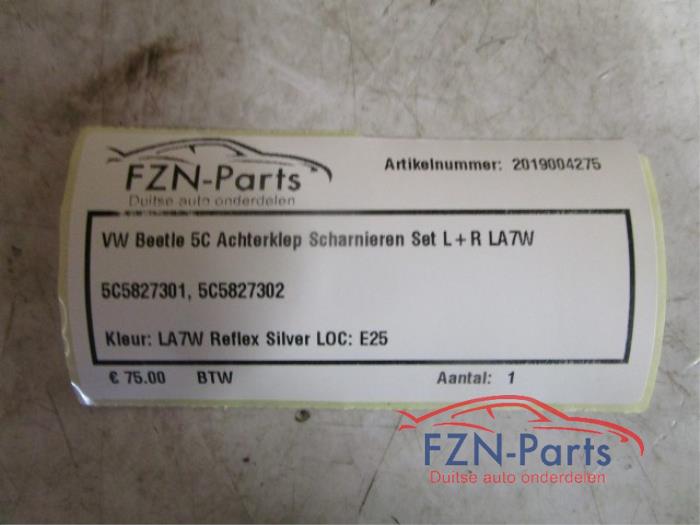 FZN-Parts
Duitse auto onderdelen
Artikelnummer: 2019004275
VW Beetle 5C Achterklep Scharnieren Set L+R LA7W
5C5827301, 5C5827302
Kleur: LA7W Reflex Silver LOC: E25
€ 75.00 BTW Aantal: 1
FZN-Parts
Duitse auto onderdelen